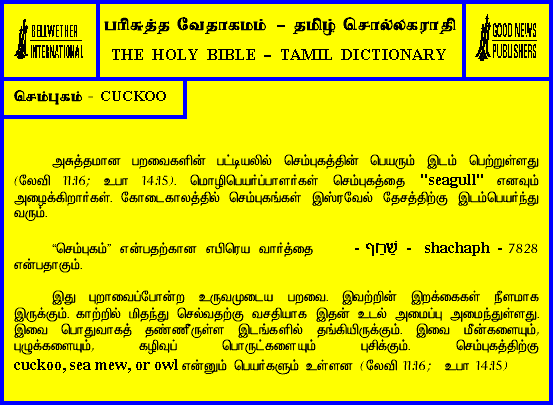 BELLWETHER
INTERNATIONAL
பரிசுத்த வேதாகமம் – தமிழ் சொல்லகராதி
THE HOLY BIBLE – TAMIL DICTIONARY
GOOD NEWS
PUBLISHERS
செம்புகம் - CUCKOO
அசுத்தமான பறவைகளின் பட்டியலில் செம்புகத்தின் பெயரும் இடம் பெற்றுள்ளது
(லேவி 11:16; உபா 14:15). மொழிபெயர்ப்பாளர்கள் செம்புகத்தை "seagull" எனவும்
அழைக்கிறார்கள். கோடைகாலத்தில் செம்புகங்கள் இஸ்ரவேல் தேசத்திற்கு இடம்பெயர்ந்து
வரும்.
“செம்புகம்” என்பதற்கான எபிரெய வார்த்தை - שַׁחַף - shachaph - 7828
என்பதாகும்.
இது புறாவைப்போன்ற உருவமுடைய பறவை. இவற்றின் இறக்கைகள் நீளமாக
இருக்கும். காற்றில் மிதந்து செல்வதற்கு வசதியாக இதன் உடல் அமைப்பு அமைந்துள்ளது.
இவை பொதுவாகத் தண்ணீருள்ள இடங்களில் தங்கியிருக்கும். இவை மீன்களையும்,
புழுக்களையும், கழிவுப் பொருட்களையும் புசிக்கும். செம்புகத்திற்கு
cuckoo, sea mew, or owl என்னும் பெயர்களும் உள்ளன (லேவி 11:16; உபா 14:15)